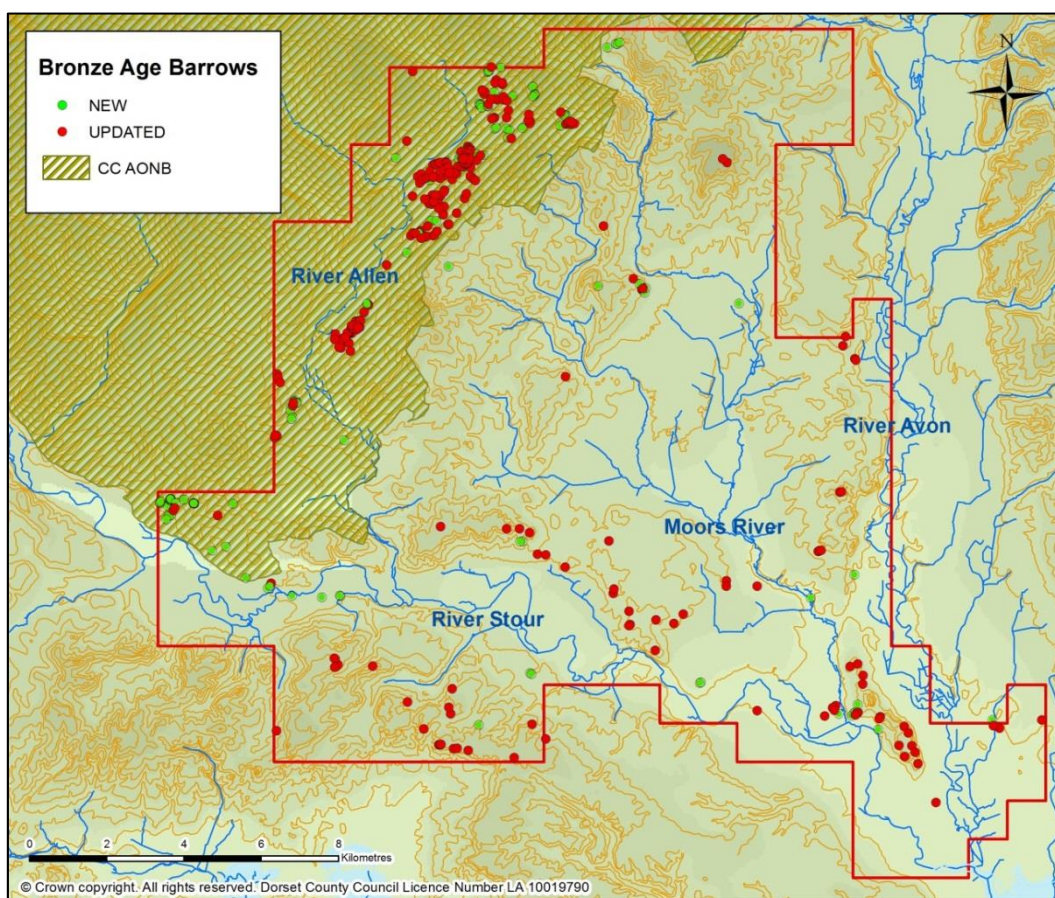 Bronze Age Barrows
NEW
UPDATED
CC AONB
N
River Allen
River Avon
Moors River
River Stour
0 2 4 6 8
Kilometres
© Crown copyright. All rights reserved. Dorset County Council Licence Number LA 10019790